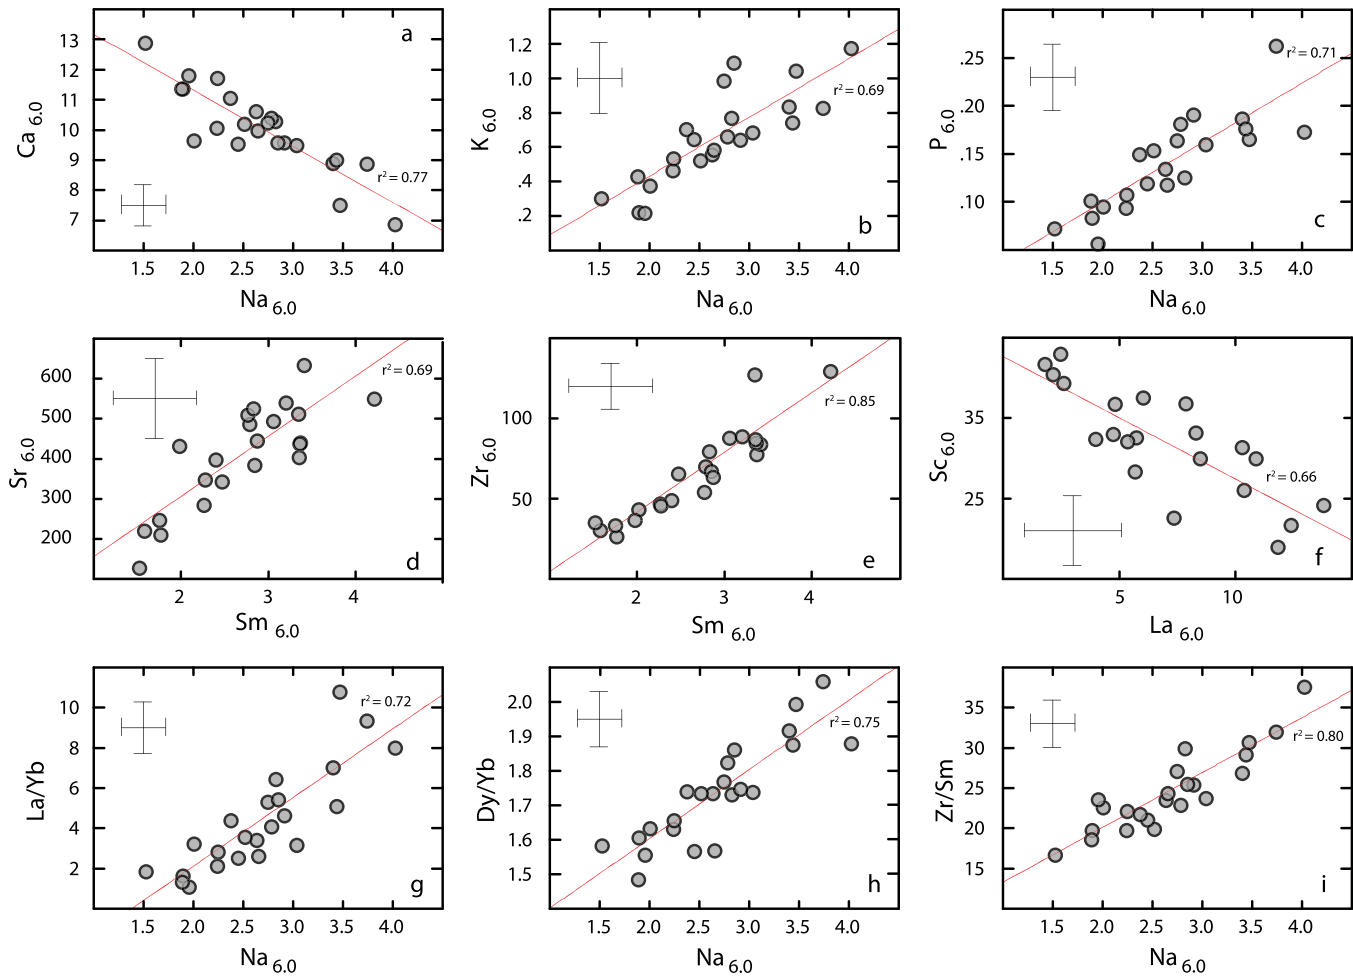 a
13
12
11
10
9
8
7
Ca 6.0
r² = 0.77
1.5 2.0 2.5 3.0 3.5 4.0
Na 6.0
b
1.2
1.0
.8
.6
.4
.2
K 6.0
r² = 0.69
1.5 2.0 2.5 3.0 3.5 4.0
Na 6.0
c
.25
.20
.15
.10
P 6.0
r² = 0.71
1.5 2.0 2.5 3.0 3.5 4.0
Na 6.0
d
600
500
400
300
200
Sr 6.0
r² = 0.69
2 3 4
Sm 6.0
e
100
50
Zr 6.0
r² = 0.85
2 3 4
Sm 6.0
f
35
25
Sc6.0
r² = 0.66
5 10
La 6.0
g
10
8
6
4
2
La/Yb
r² = 0.72
1.5 2.0 2.5 3.0 3.5 4.0
Na 6.0
h
2.0
1.9
1.8
1.7
1.6
1.5
Dy/Yb
r² = 0.75
1.5 2.0 2.5 3.0 3.5 4.0
Na 6.0
i
35
30
25
20
15
Zr/Sm
r² = 0.80
1.5 2.0 2.5 3.0 3.5 4.0
Na 6.0